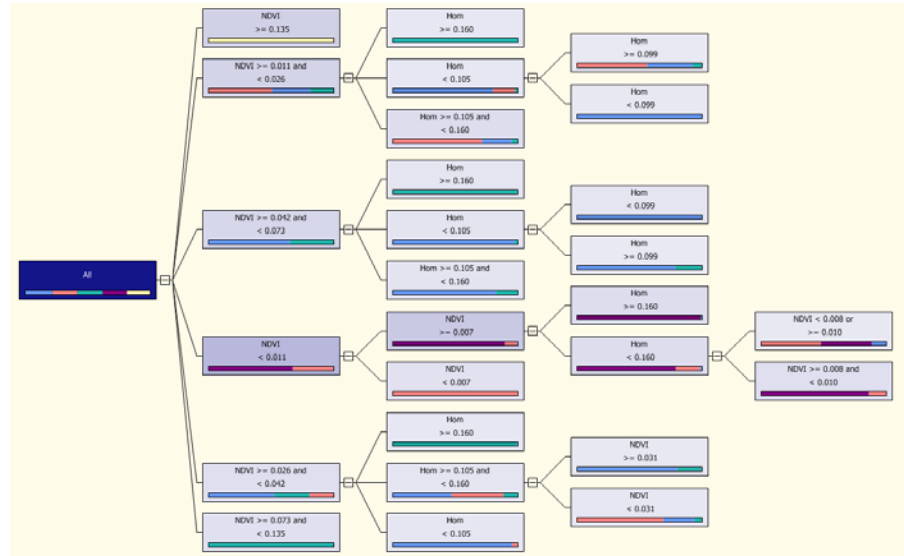 All
NDVI
>= 0.135
NDVI >= 0.011 and
< 0.026
Hom
>= 0.160
Hom
< 0.105
Hom
>= 0.099
Hom
< 0.099
Hom >= 0.105 and
< 0.160
NDVI >= 0.042 and
< 0.073
Hom
>= 0.160
Hom
< 0.105
Hom
< 0.099
Hom
>= 0.099
Hom >= 0.105 and
< 0.160
NDVI
< 0.011
NDVI
>= 0.007
Hom
>= 0.160
Hom
< 0.160
NDVI < 0.008 or
>= 0.010
NDVI >= 0.008 and
< 0.010
NDVI
< 0.007
NDVI >= 0.026 and
< 0.042
Hom
>= 0.160
Hom >= 0.105 and
< 0.160
NDVI
>= 0.031
NDVI
< 0.031
Hom
< 0.105
NDVI >= 0.073 and
< 0.135